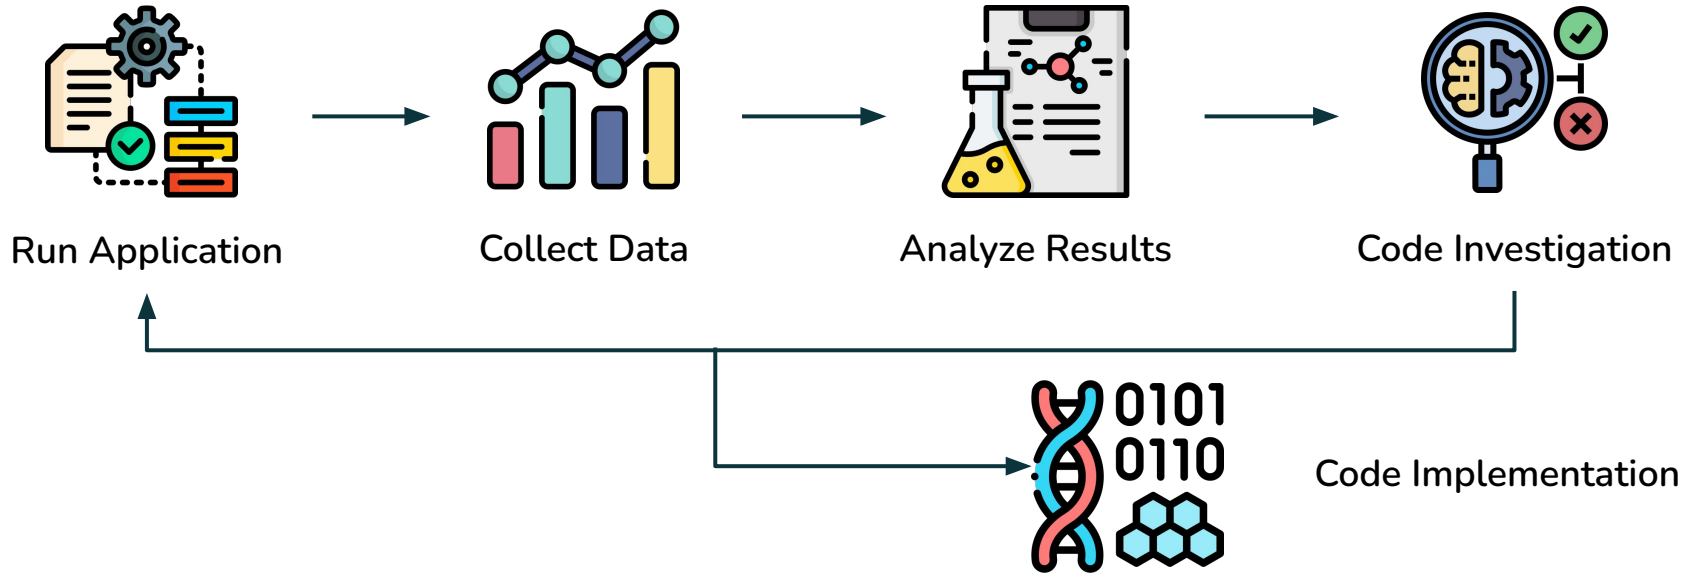 Run Application
Collect Data
Analyze Results
Code Investigation
0101
0110
Code Implementation